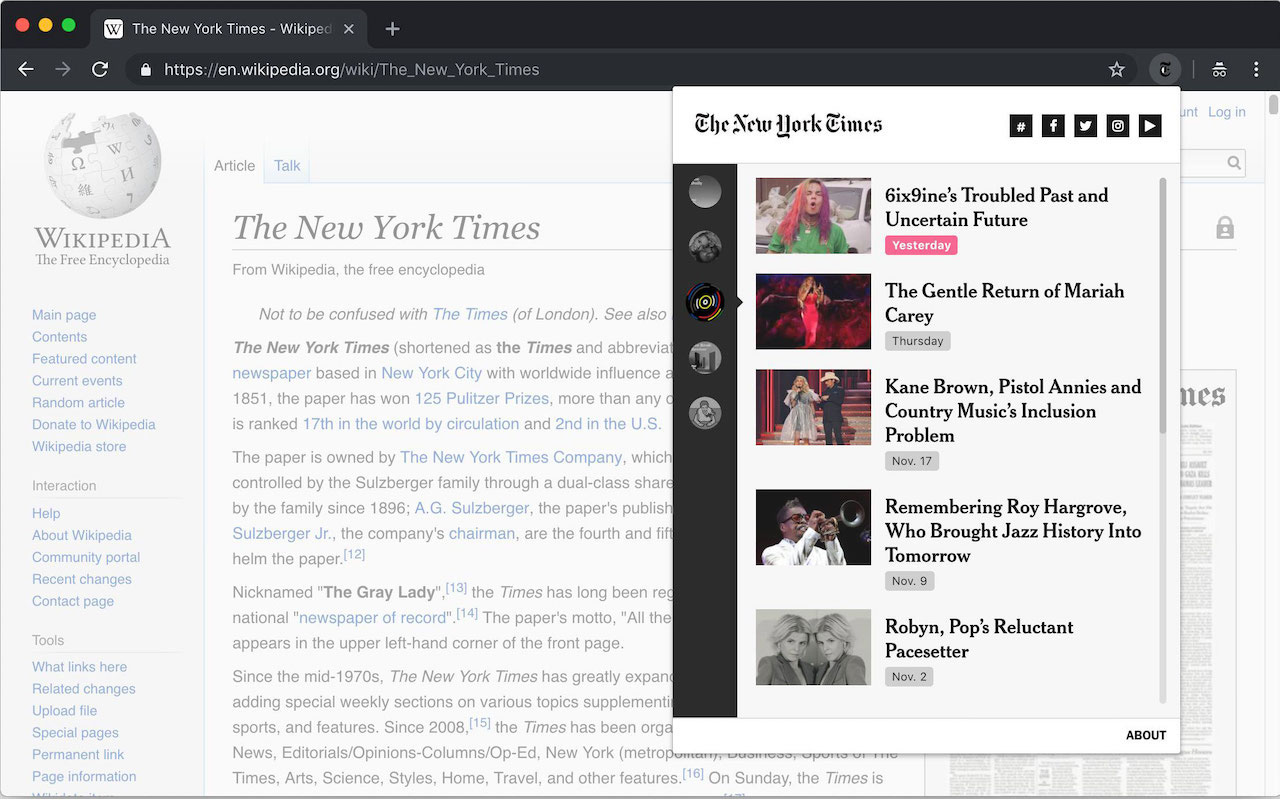 The New York Times - Wikiped
https://en.wikipedia.org/wiki/The_New_York_Times
The New York Times
#
unt Log in
Article Talk
WIKIPEDIA
The Free Encyclopedia
Main page
Contents
Featured content
Current events
Random article
Donate to Wikipedia
Wikipedia store
Interaction
Help
About Wikipedia
Community portal
Recent changes
Contact page
Tools
What links here
Related changes
Upload file
Special pages
Permanent link
Page information
The New York Times
From Wikipedia, the free encyclopedia
Not to be confused with The Times (of London). See also
The New York Times (shortened as the Times and abbreviat
newspaper based in New York City with worldwide influence a
1851, the paper has won 125 Pulitzer Prizes, more than any o
is ranked 17th in the world by circulation and 2nd in the U.S.
The paper is owned by The New York Times Company, which
controlled by the Sulzberger family through a dual-class share
by the family since 1896; A.G. Sulzberger, the paper's publish
Sulzberger Jr., the company's chairman, are the fourth and fift
helm the paper.[12]
Nicknamed "The Gray Lady",[13] the Times has long been reg
national "newspaper of record".[14] The paper's motto, "All the
appears in the upper left-hand corner of the front page.
Since the mid-1970s, The New York Times has greatly expand
adding special weekly sections on various topics supplementi
sports, and features. Since 2008,[15] the Times has been orga
News, Editorials/Opinions-Columns/Op-Ed, New York (metropolitan), Business, Sports of The
Times, Arts, Science, Styles, Home, Travel, and other features.[16] On Sunday, the Times is
6ix9ine's Troubled Past and
Uncertain Future
Yesterday
The Gentle Return of Mariah
Carey
Thursday
Kane Brown, Pistol Annies and
Country Music's Inclusion
Problem
Nov. 17
Remembering Roy Hargrove,
Who Brought Jazz History Into
Tomorrow
Nov. 9
Robyn, Pop's Reluctant
Pacesetter
Nov. 2
ABOUT
mes